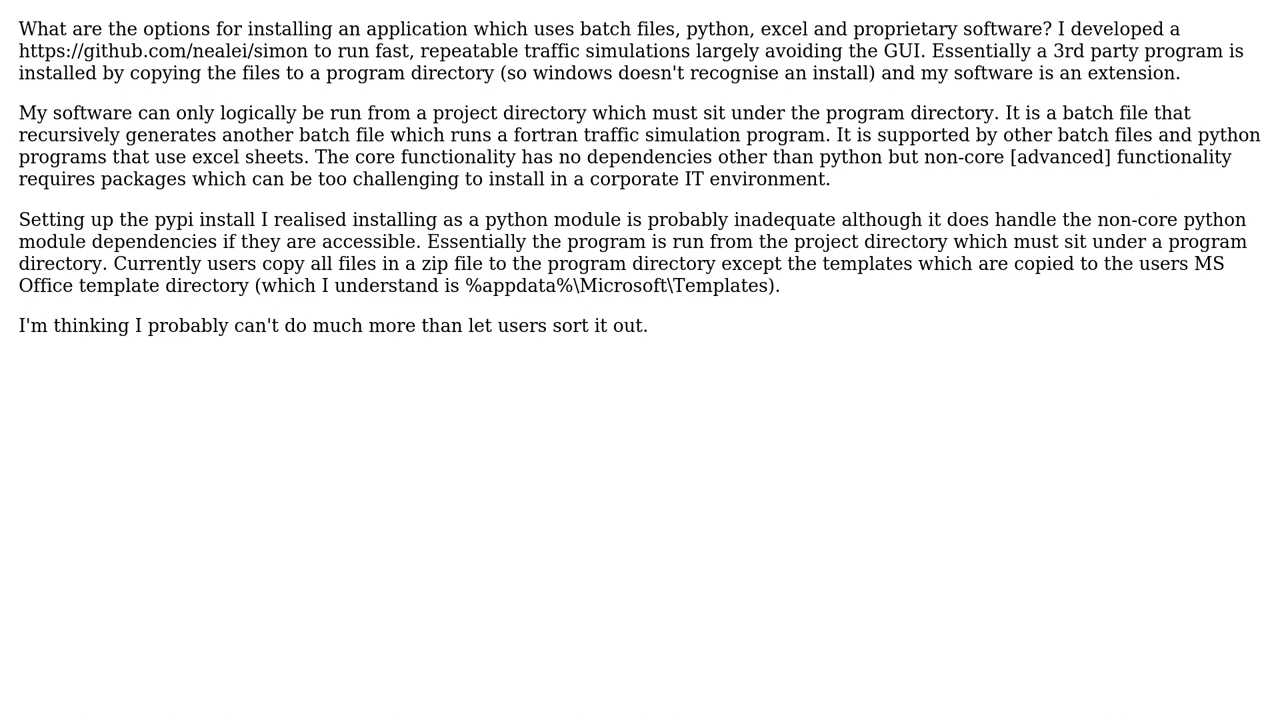 What are the options for installing an application which uses batch files, python, excel and proprietary software? I developed a
https://github.com/nealei/simon to run fast, repeatable traffic simulations largely avoiding the GUI. Essentially a 3rd party program is
installed by copying the files to a program directory (so windows doesn't recognise an install) and my software is an extension.
My software can only logically be run from a project directory which must sit under the program directory. It is a batch file that
recursively generates another batch file which runs a fortran traffic simulation program. It is supported by other batch files and python
programs that use excel sheets. The core functionality has no dependencies other than python but non-core [advanced] functionality
requires packages which can be too challenging to install in a corporate IT environment.
Setting up the pypi install I realised installing as a python module is probably inadequate although it does handle the non-core python
module dependencies if they are accessible. Essentially the program is run from the project directory which must sit under a program
directory. Currently users copy all files in a zip file to the program directory except the templates which are copied to the users MS
Office template directory (which I understand is %appdata%\Microsoft\Templates).
I'm thinking I probably can't do much more than let users sort it out.